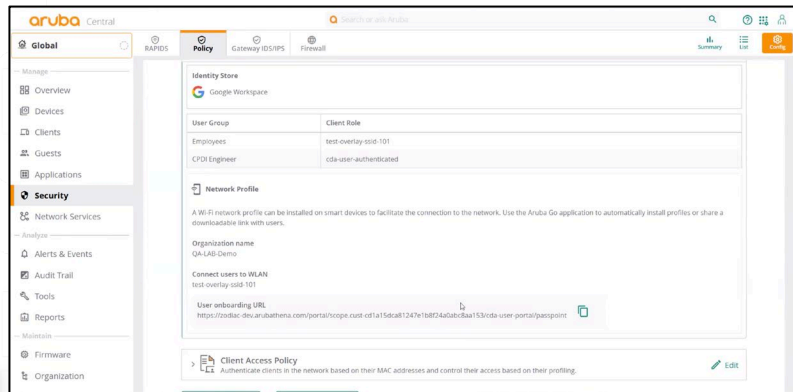 aruba Central
Search or ask Aruba
Global
RAPIDS
Policy
Gateway IDS/IPS
Firewall
Summary
List
Config
Manage
Overview
Devices
Clients
Guests
Applications
Security
Network Services
Analyze
Alerts & Events
Audit Trail
Tools
Reports
Maintain
Firmware
Organization
Identity Store
Google Workspace
User Group Client Role
Employees test-overlay-ssid-101
CPDI Engineer cda-user-authenticated
Network Profile
A Wi-Fi network profile can be installed on smart devices to facilitate the connection to the network. Use the Aruba Go application to automatically install profiles or share a
downloadable link with users.
Organization name
QA-LAB-Demo
Connect users to WLAN
test-overlay-ssid-101
User onboarding URL
https://zodiac-dev.arubathena.com/portal/scope.cust-cd1a15dca81247e1b8f24a0abc8aa153/cda-user-portal/passpoint
Client Access Policy
Authenticate clients in the network based on their MAC addresses and control their access based on their profiling.
Edit